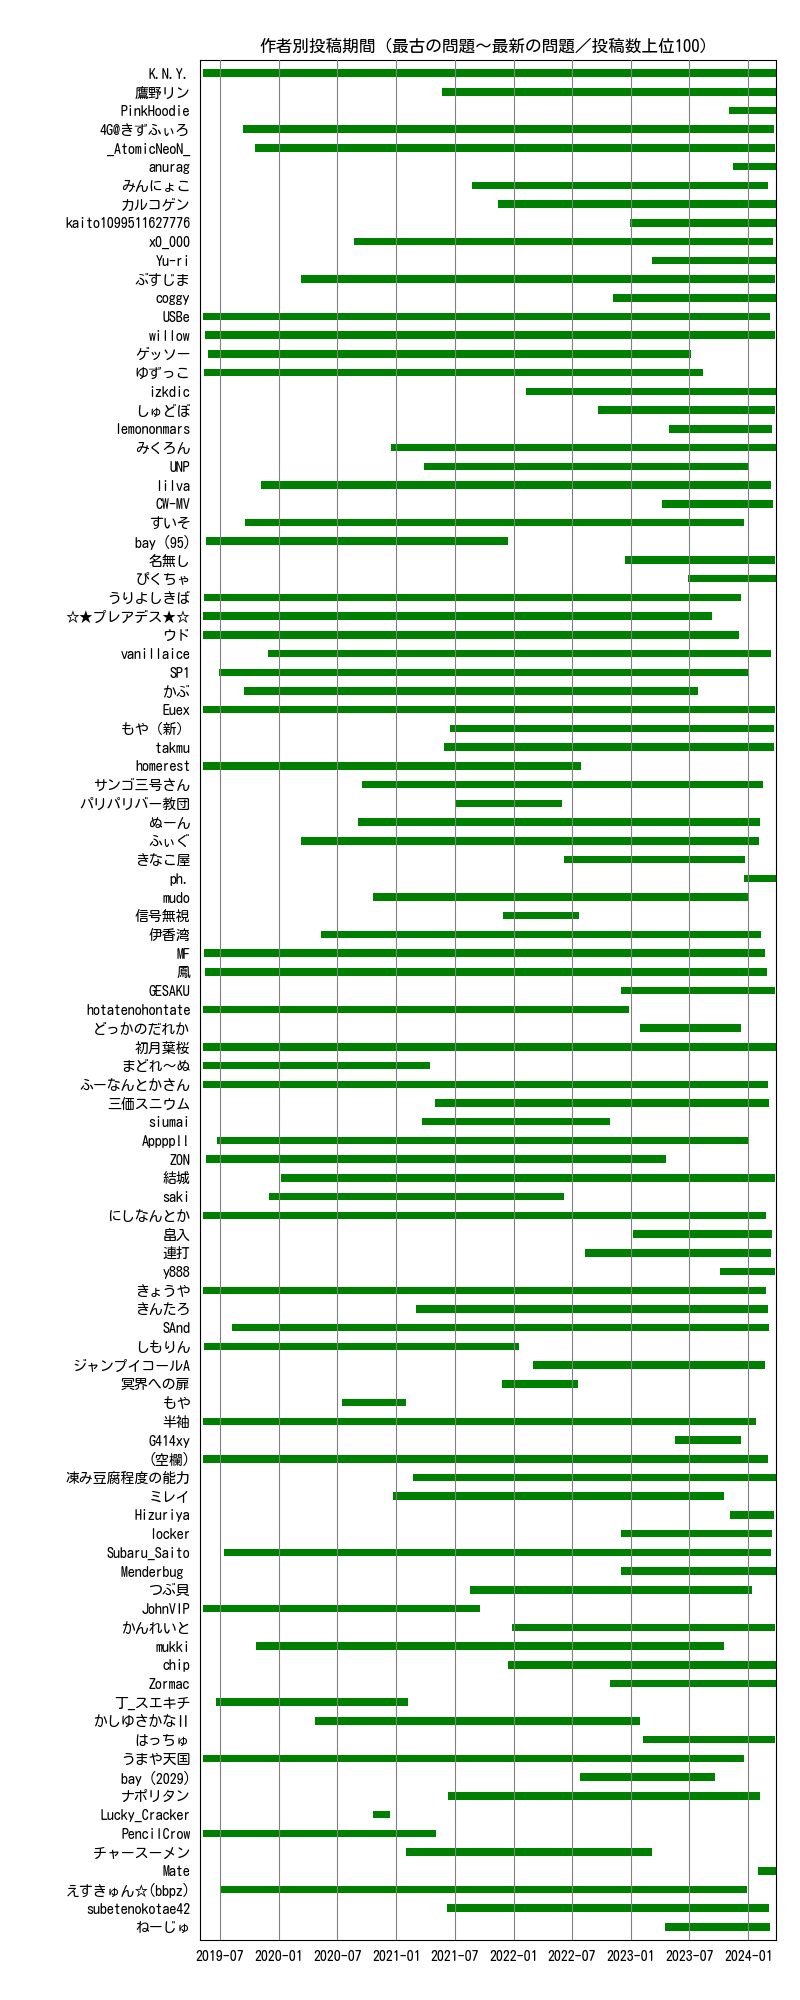 作者別投稿期間（最古の問題～最新の問題／投稿数上位100）
K.N.Y.
鷹野リン
PinkHoodie
4G@きずふぃろ
_AtomicNeoN_
anurag
みんにょこ
カルコゲン
kaito1099511627776
x0_000
Yu-ri
ぶすじま
coggy
USBe
willow
ゲッソー
ゆずっこ
izkdic
しゅどぼ
lemononmars
みくろん
UNP
lilva
CW-MV
すいそ
bay (95)
名無し
ぴくちゃ
うりよしきば
☆★プレアデス★☆
ウド
vanillaice
SP1
かぶ
Euex
もや（新）
takmu
homerest
サンゴ三号さん
パリパリバー教団
ぬーん
ふぃぐ
きなこ屋
ph.
mudo
信号無視
伊香湾
MF
鳳
GESAKU
hotatenohontate
どっかのだれか
初月葉桜
まどれ～ぬ
ふーなんとかさん
三価スニウム
siumai
Appppll
ZON
結城
saki
にしなんとか
畠入
連打
y888
きょうや
きんたろ
SAnd
しもりん
ジャンプイコールA
冥界への扉
もや
半袖
G414xy
(空欄)
凍み豆腐程度の能力
ミレイ
Hizuriya
locker
Subaru_Saito
Menderbug
つぶ貝
JohnVIP
かんれいと
mukki
chip
Zormac
丁_スエキチ
かしゆさかなⅡ
はっちゅ
うまや天国
bay (2029)
ナポリタン
Lucky_Cracker
PencilCrow
チャースーメン
Mate
えすきゅん☆(bbpz)
subetenokotae42
ねーじゅ
2019-07 2020-01 2020-07 2021-01 2021-07 2022-01 2022-07 2023-01 2023-07 2024-01